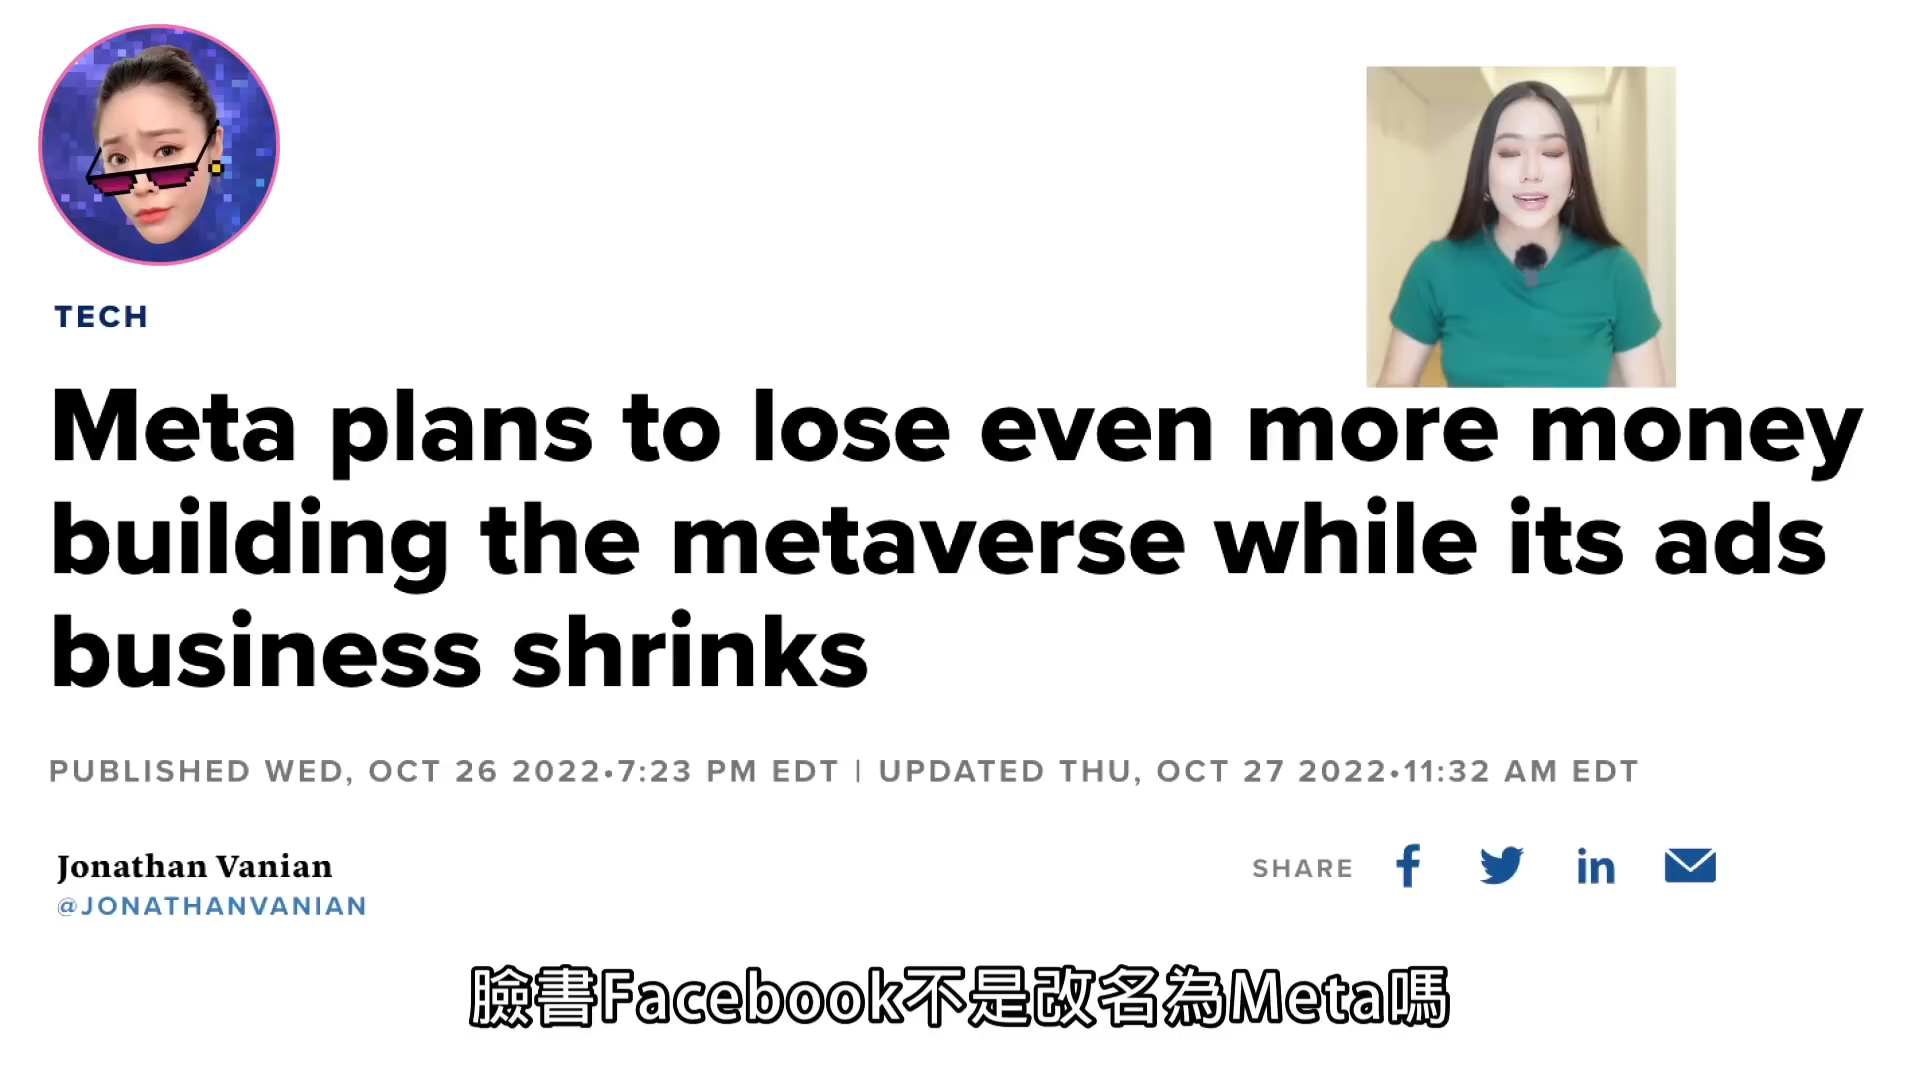 TECH
Meta plans to lose even more money
building the metaverse while its ads
business shrinks
PUBLISHED WED, OCT 26 2022•7:23 PM EDT | UPDATED THU, OCT 27 2022•11:32 AM EDT
Jonathan Vanian
@JONATHANVANIAN
SHARE
臉書Facebook不是改名為Meta嗎